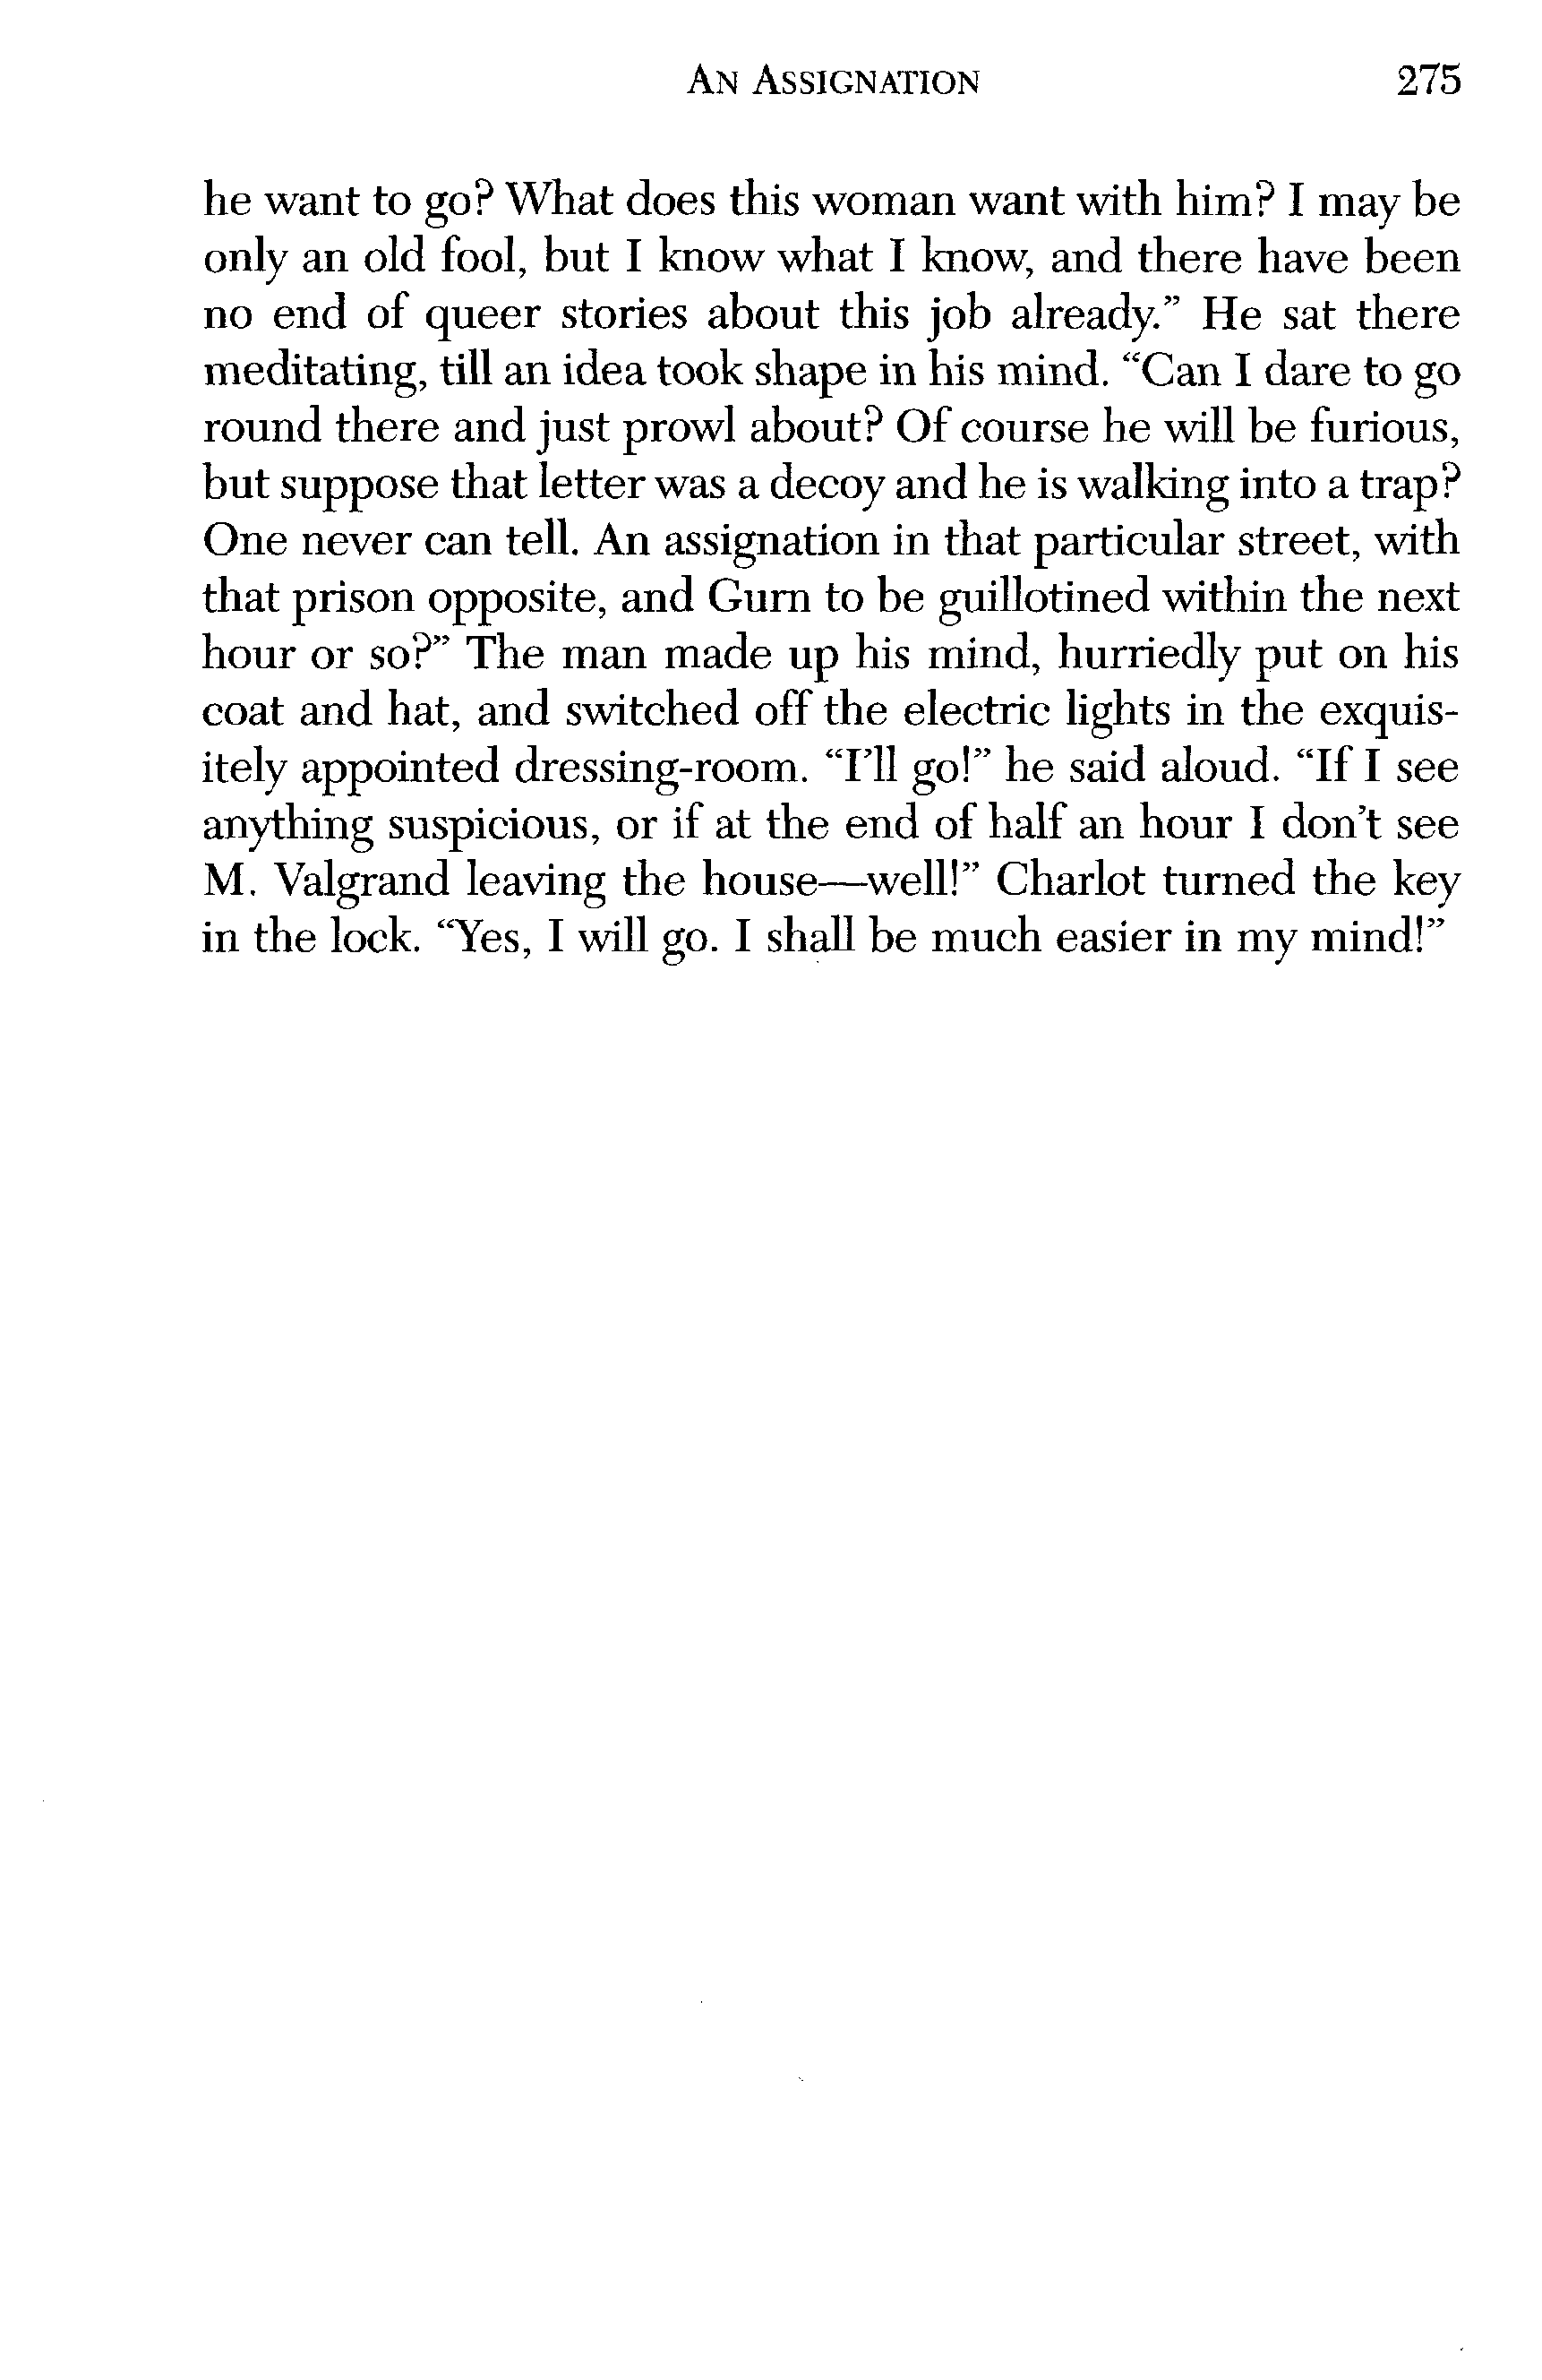 AN ASSIGNATION 275
he want to go? What does this woman want with him? I may be
only an old fool, but I know what I know, and there have been
no end of queer stories about this job already.” He sat there
meditating, till an idea took shape in his mind. “Can I dare to go
round there and just prowl about? Of course he will be furious,
but suppose that letter was a decoy and he is walking into a trap?
One never can tell. An assignation in that particular street, with
that prison opposite, and Gurn to be guillotined within the next
hour or so?” The man made up his mind, hurriedly put on his
coat and hat, and switched off the electric lights in the exquis-
itely appointed dressing-room. “I’ll go!” he said aloud. “If I see
anything suspicious, or if at the end of half an hour I don’t see
M. Valgrand leaving the house—well!” Charlot turned the key
in the lock. “Yes, I will go. I shall be much easier in my mind!”